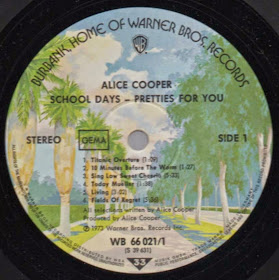 BURBANK, HOME OF WARNER BROS. RECORDS
WB
ALICE COOPER
SCHOOL DAYS – PRETTIES FOR YOU
STEREO
GEMA
SIDE 1
1. Titanic Overture (1:09)
2. 10 Minutes Before The Worm (1:37)
3. Sing Low Sweet Cheerio (5:33)
4. Today Mueller (1:38)
5. Living (3:02)
6. Fields Of Regret (5:36)
All selections written by Alice Cooper
Produced by Alice Cooper
℗ 1973 Warner Bros. Records Inc.
WB 66 021/1
(S 39 631)
33